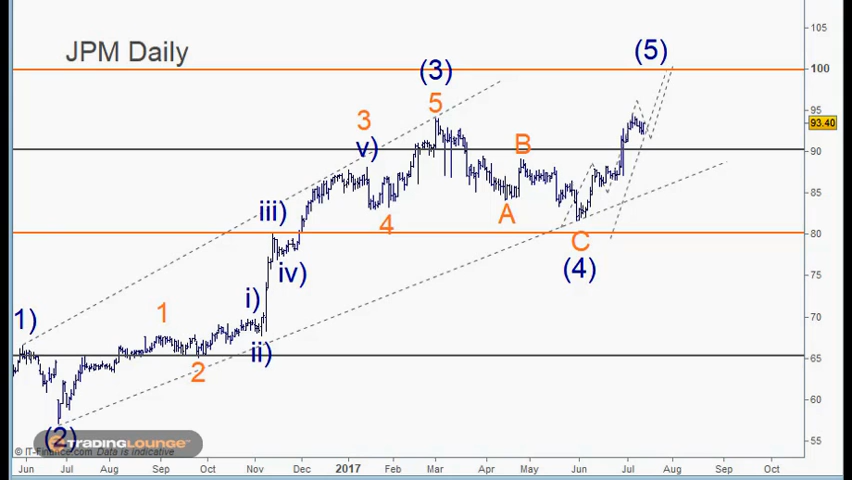 JPM Daily
105
100
95
93.40
90
85
80
75
70
65
60
55
(5)
(3)
5
3
v)
B
iii)
4
A
C
(4)
iv)
i)
1)
1
ii)
2
(2)
TRADINGLOUNGE™
© IT-Finance.com Data is indicative
Jun Jul Aug Sep Oct Nov Dec 2017 Feb Mar Apr May Jun Jul Aug Sep Oct